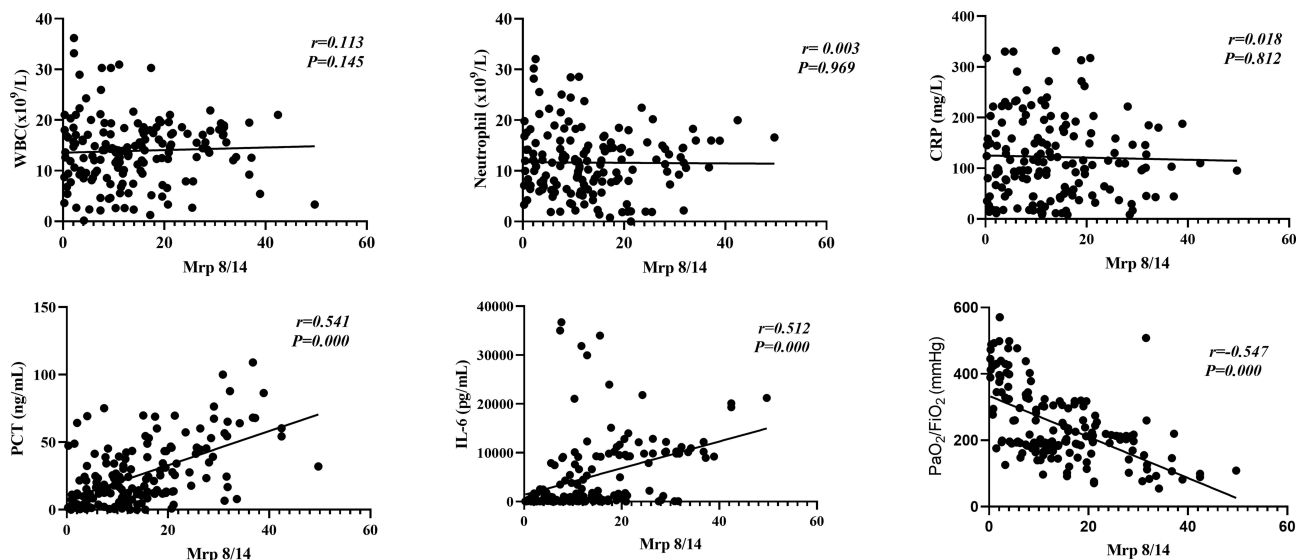 40
30
20
10
0
WBC(x10⁹/L)
r=0.113
P=0.145
0 20 40 60
Mrp 8/14
40
30
20
10
0
Neutrophil (x10⁹/L)
r= 0.003
P=0.969
0 20 40 60
Mrp 8/14
400
300
200
100
0
CRP (mg/L)
r=0.018
P=0.812
0 20 40 60
Mrp 8/14
150
100
50
0
PCT (ng/mL)
r=0.541
P=0.000
0 20 40 60
Mrp 8/14
40000
30000
20000
10000
0
IL-6 (pg/mL)
r=0.512
P=0.000
0 20 40 60
Mrp 8/14
600
400
200
0
PaO₂/FiO₂ (mmHg)
r=-0.547
P=0.000
0 20 40 60
Mrp 8/14